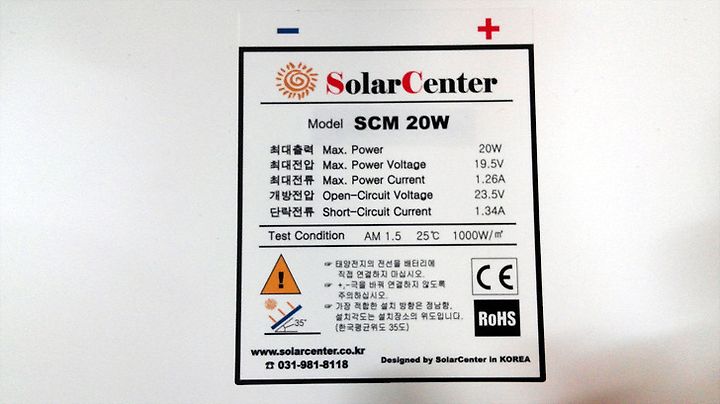 − +
SolarCenter
Model SCM 20W
최대출력 Max. Power 20W
최대전압 Max. Power Voltage 19.5V
최대전류 Max. Power Current 1.26A
개방전압 Open-Circuit Voltage 23.5V
단락전류 Short-Circuit Current 1.34A
Test Condition AM 1.5 25℃ 1000W/㎡
!
☞ 태양전지의 전선을 배터리에
직접 연결하지 마십시오.
☞ +,-극을 바꿔 연결하지 않도록
주의하십시오.
☞ 가장 적합한 설치 방향은 정남향,
설치각도는 설치장소의 위도입니다.
(한국평균위도 35도)
CE
35°
RoHS
www.solarcenter.co.kr
☎ 031-981-8118
Designed by SolarCenter in KOREA